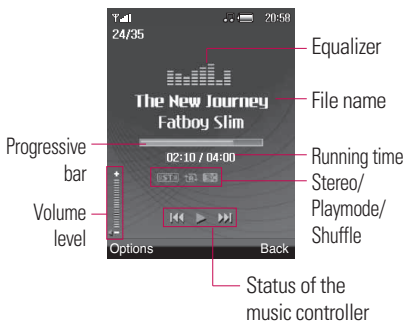 20:58
24/35
Equalizer
The New Journey
File name
Fatboy Slim
Progressive
bar
02:10 / 04:00
Running time
Stereo/
Playmode/
Shuffle
Volume
level
Options
Back
Status of the
music controller